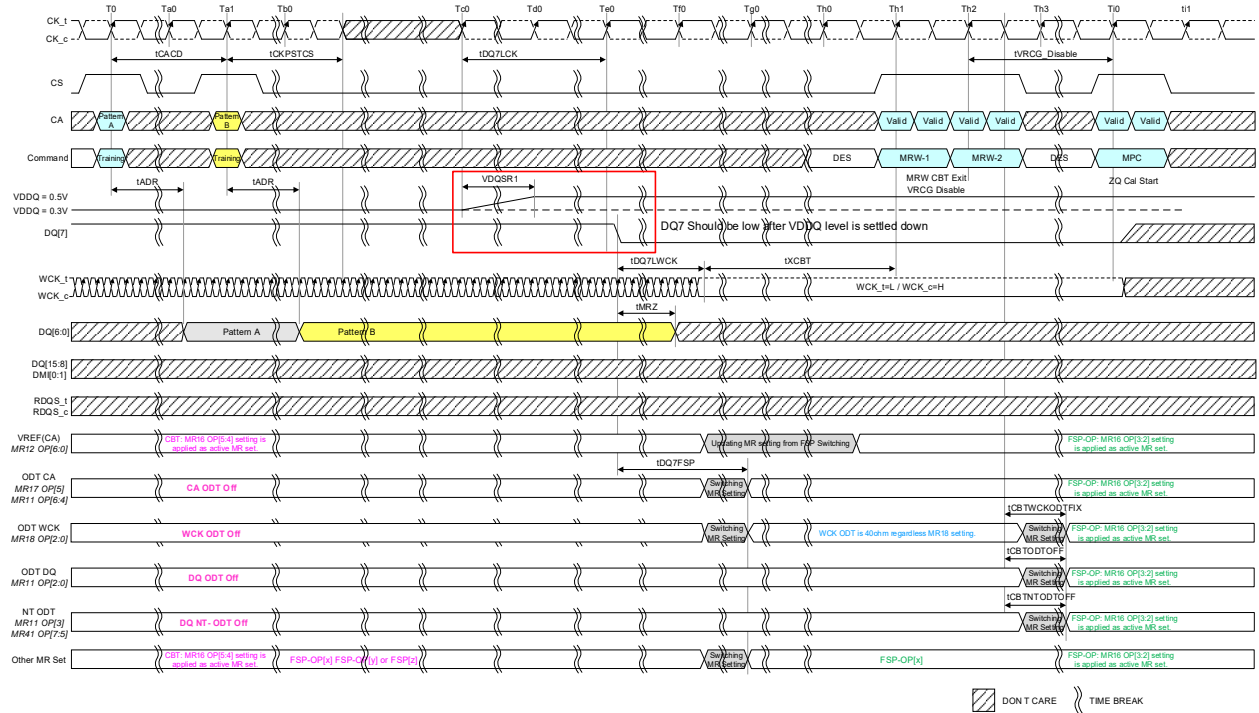 T0 Ta0 Ta1 Tb0 Tc0 Td0 Te0 Tf0 Tg0 Th0 Th1 Th2 Th3 Ti0 ti1
CK_t
CK_c
tCACD tCKPSTCS tDQ7LCK tVRCG_Disable
CS
CA Pattern A Pattern B Valid Valid Valid Valid Valid Valid
Command Training Training DES MRW-1 MRW-2 DES MPC
MRW CBT Exit
VRCG Disable
ZQ Cal Start
tADR tADR VDQSR1
VDDQ = 0.5V
VDDQ = 0.3V
DQ[7] DQ7 Should be low after VDDQ level is settled down
tDQ7LWCK tXCBT
WCK_t
WCK_c
WCK_t=L / WCK_c=H
tMRZ
DQ[6:0] Pattern A Pattern B
DQ[15:8]
DMI[0:1]
RDQS_t
RDQS_c
VREF(CA)
MR12 OP[6:0]
CBT: MR16 OP[5:4] setting is
applied as active MR set.
Updating MR setting from FSP Switching
FSP-OP: MR16 OP[3:2] setting
is applied as active MR set.
tDQ7FSP
ODT CA
MR17 OP[5]
MR11 OP[6:4]
CA ODT Off
Switching
MR Setting
FSP-OP: MR16 OP[3:2] setting
is applied as active MR set.
tCBTWCKODTFIX
ODT WCK
MR18 OP[2:0]
WCK ODT Off
Switching
MR Setting
WCK ODT is 40ohm regardless MR18 setting.
Switching
MR Setting
FSP-OP: MR16 OP[3:2] setting
is applied as active MR set.
tCBTODTOFF
ODT DQ
MR11 OP[2:0]
DQ ODT Off
Switching
MR Setting
FSP-OP: MR16 OP[3:2] setting
is applied as active MR set.
tCBTNTODTOFF
NT ODT
MR11 OP[3]
MR41 OP[7:5]
DQ NT- ODT Off
Switching
MR Setting
FSP-OP: MR16 OP[3:2] setting
is applied as active MR set.
Other MR Set
CBT: MR16 OP[5:4] setting is
applied as active MR set.
FSP-OP[x] FSP-OP[y] or FSP[z]
Switching
MR Setting
FSP-OP[x]
FSP-OP: MR16 OP[3:2] setting
is applied as active MR set.
DON T CARE TIME BREAK